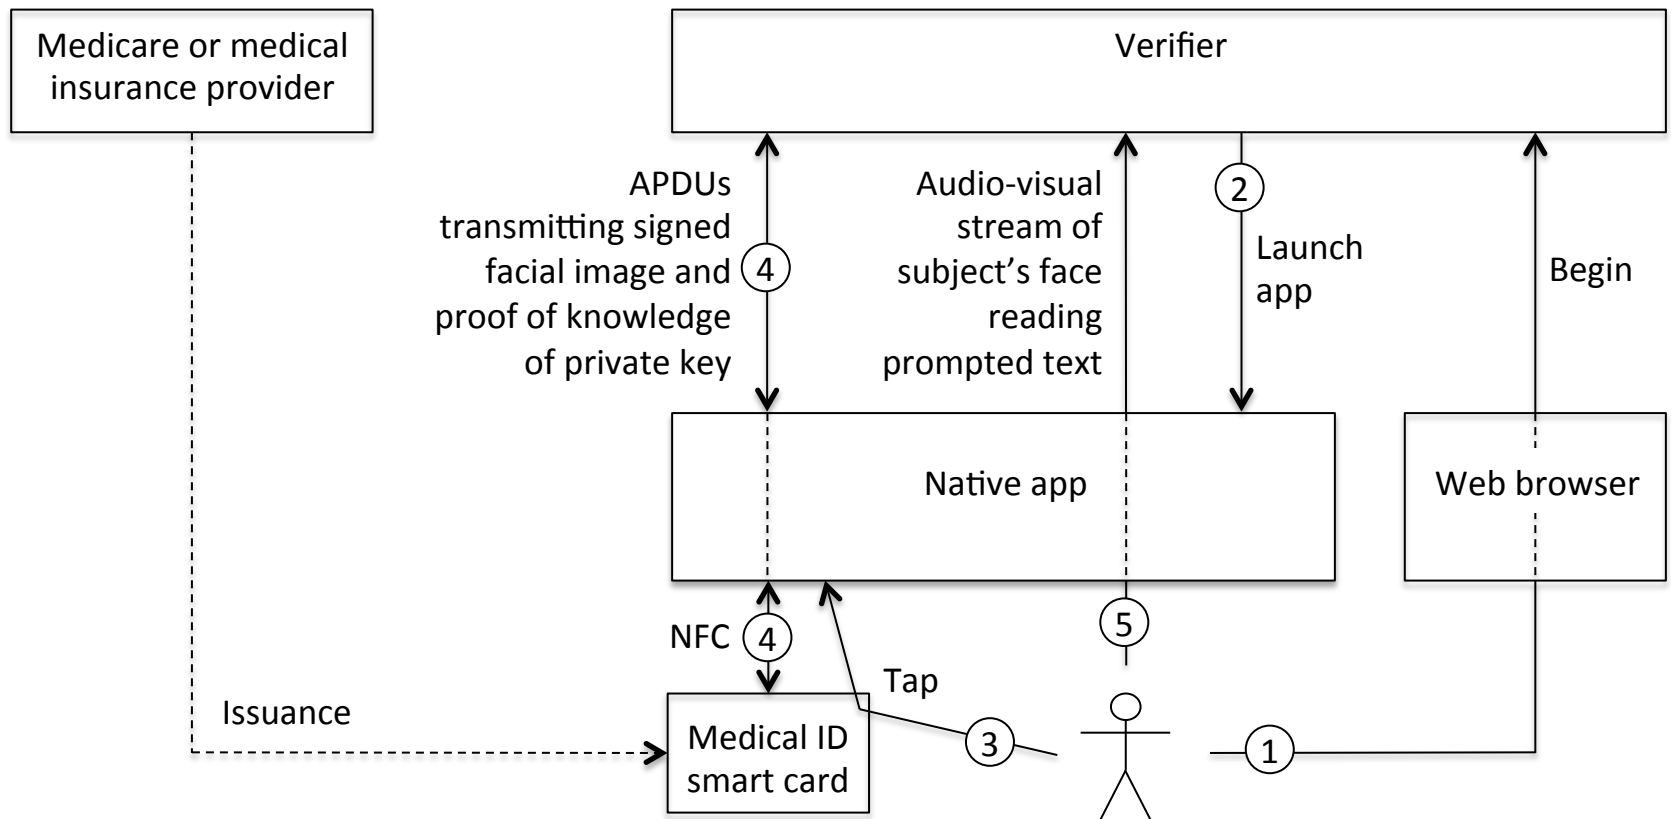 Medicare or medical
insurance provider
Verifier
APDUs
transmitting signed
facial image and
proof of knowledge
of private key
4
Audio-visual
stream of
subject's face
reading
prompted text
2
Launch
app
Begin
Native app
Web browser
NFC
4
5
Tap
3
1
Issuance
Medical ID
smart card